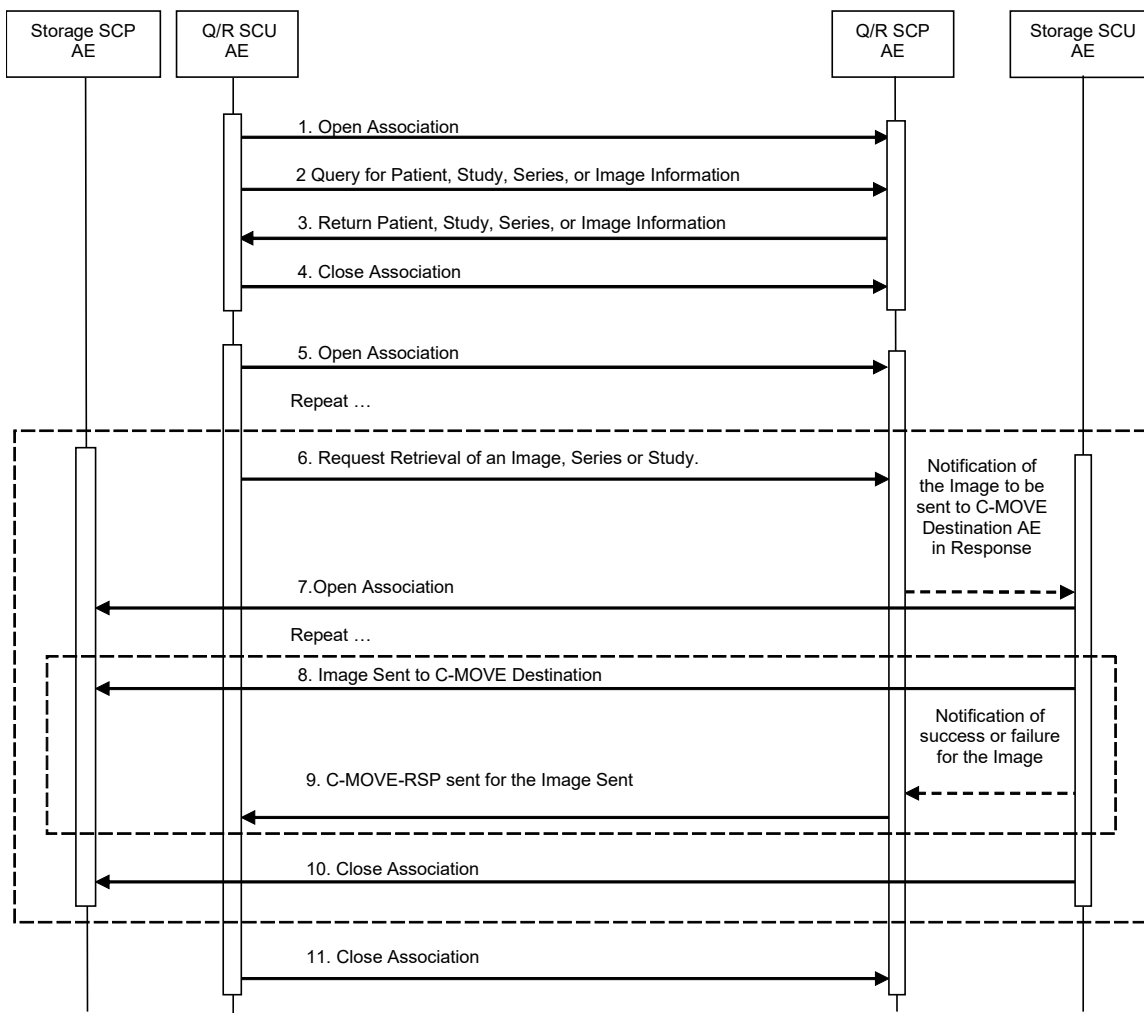 Storage SCP
AE
Q/R SCU
AE
Q/R SCP
AE
Storage SCU
AE
1. Open Association
2 Query for Patient, Study, Series, or Image Information
3. Return Patient, Study, Series, or Image Information
4. Close Association
5. Open Association
Repeat …
6. Request Retrieval of an Image, Series or Study.
Notification of
the Image to be
sent to C-MOVE
Destination AE
in Response
7.Open Association
Repeat …
8. Image Sent to C-MOVE Destination
Notification of
success or failure
for the Image
9. C-MOVE-RSP sent for the Image Sent
10. Close Association
11. Close Association